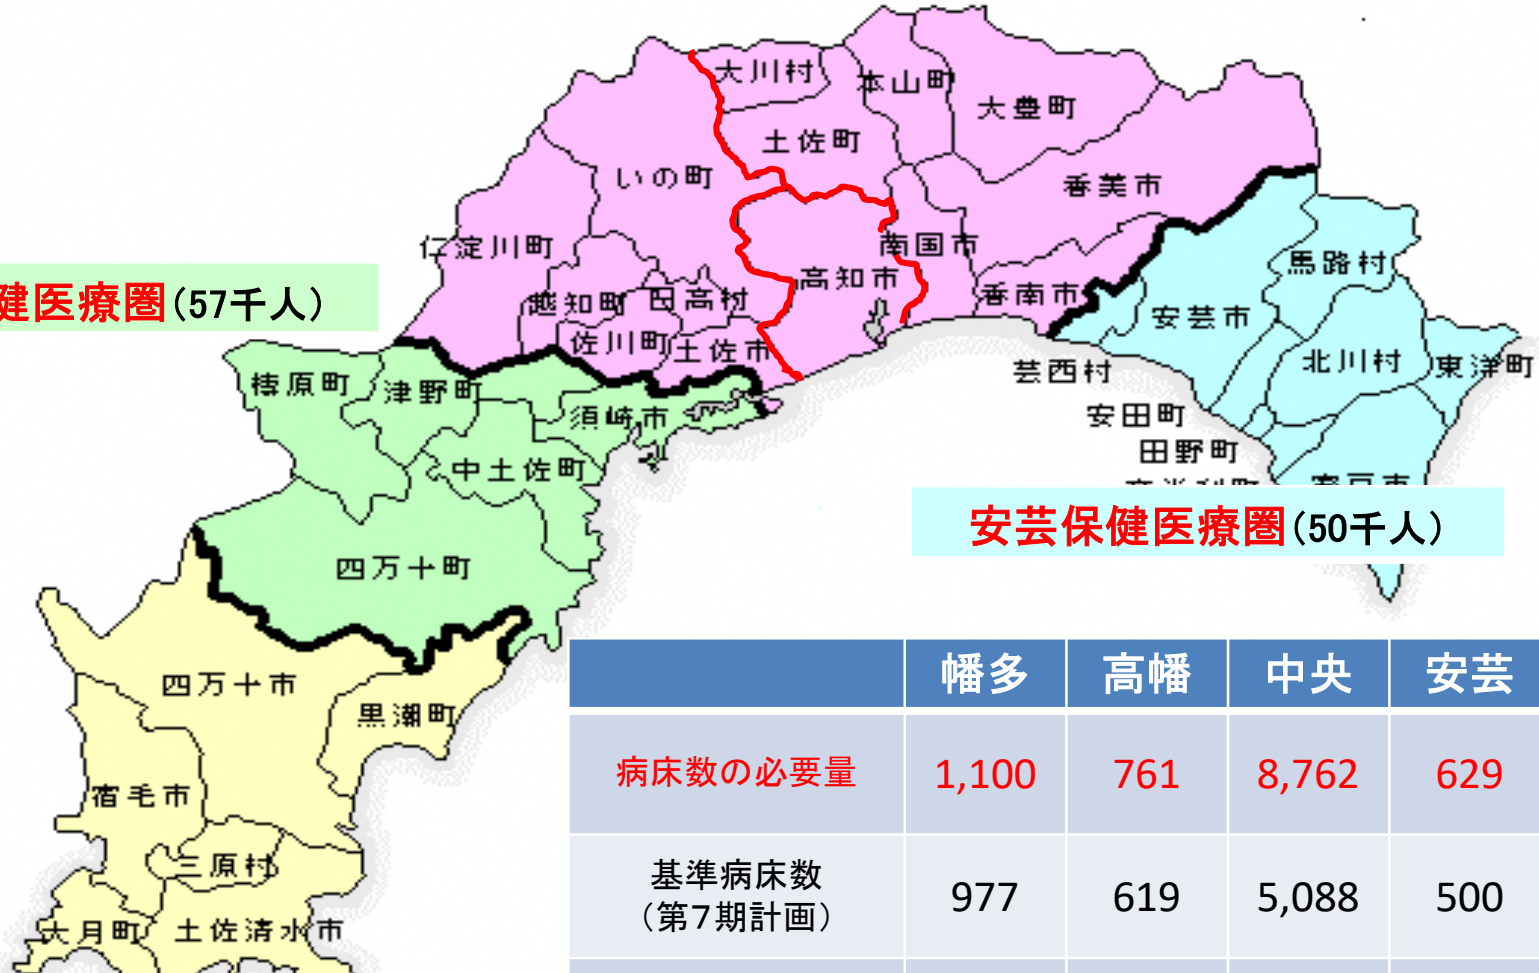 大川村
本山町
大豊町
土佐町
いの町
香美市
仁淀川町
南国市
高知市
馬路村
香南市
越知町
日高村
安芸市
健医療圏(57千人)
佐川町
土佐市
北川村
東洋町
芸西村
梼原町
津野町
須崎市
安田町
田野町
中土佐町
安芸保健医療圏(50千人)
四万十町
四万十市
黒潮町
宿毛市
三原村
大月町
土佐清水市
幡多 高幡 中央 安芸
病床数の必要量 1,100 761 8,762 629
基準病床数
(第7期計画) 977 619 5,088 500